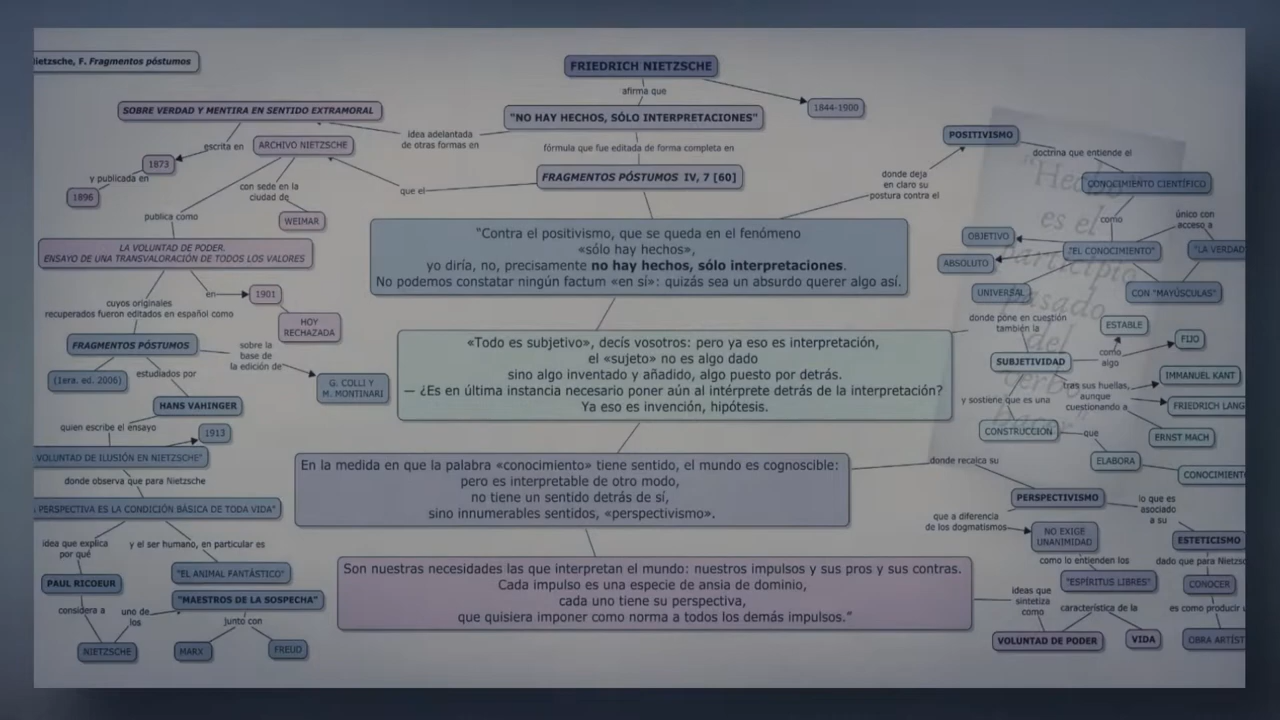 Nietzsche, F. Fragmentos póstumos
FRIEDRICH NIETZSCHE
afirma que
1844-1900
"NO HAY HECHOS, SÓLO INTERPRETACIONES"
idea adelantada
de otras formas en
SOBRE VERDAD Y MENTIRA EN SENTIDO EXTRAMORAL
escrita en
1873
y publicada en
1896
fórmula que fue editada de forma completa en
FRAGMENTOS PÓSTUMOS IV, 7 [60]
que el
ARCHIVO NIETZSCHE
con sede en la
ciudad de
WEIMAR
publica como
LA VOLUNTAD DE PODER.
ENSAYO DE UNA TRANSVALORACIÓN DE TODOS LOS VALORES
en
1901
HOY
RECHAZADA
cuyos originales
recuperados fueron editados en español como
FRAGMENTOS PÓSTUMOS
sobre la
base de
la edición de
G. COLLI Y
M. MONTINARI
(1era. ed. 2006)
estudiados por
HANS VAHINGER
quien escribe el ensayo
1913
VOLUNTAD DE ILUSIÓN EN NIETZSCHE"
donde observa que para Nietzsche
PERSPECTIVA ES LA CONDICIÓN BÁSICA DE TODA VIDA"
idea que explica
por qué
y el ser humano, en particular es
PAUL RICOEUR
"EL ANIMAL FANTÁSTICO"
"MAESTROS DE LA SOSPECHA"
considera a
uno de
los
junto con
NIETZSCHE
MARX
FREUD
"Contra el positivismo, que se queda en el fenómeno
«sólo hay hechos»,
yo diría, no, precisamente no hay hechos, sólo interpretaciones.
No podemos constatar ningún factum «en sí»: quizás sea un absurdo querer algo así.
«Todo es subjetivo», decís vosotros: pero ya eso es interpretación,
el «sujeto» no es algo dado
sino algo inventado y añadido, algo puesto por detrás.
— ¿Es en última instancia necesario poner aún al intérprete detrás de la interpretación?
Ya eso es invención, hipótesis.
En la medida en que la palabra «conocimiento» tiene sentido, el mundo es cognoscible:
pero es interpretable de otro modo,
no tiene un sentido detrás de sí,
sino innumerables sentidos, «perspectivismo».
Son nuestras necesidades las que interpretan el mundo: nuestros impulsos y sus pros y sus contras.
Cada impulso es una especie de ansia de dominio,
cada uno tiene su perspectiva,
que quisiera imponer como norma a todos los demás impulsos."
donde deja
en claro su
postura contra el
POSITIVISMO
doctrina que entiende el
CONOCIMIENTO CIENTÍFICO
como
único con
acceso a
OBJETIVO
"EL CONOCIMIENTO"
"LA VERDAD
ABSOLUTO
UNIVERSAL
CON "MAYÚSCULAS"
"Hecho
es el
participio
pasado
del
verbo
hacer"
donde pone en cuestión
también la
ESTABLE
SUBJETIVIDAD
como
algo
FIJO
tras sus huellas,
aunque
cuestionando a
IMMANUEL KANT
FRIEDRICH LANG
ERNST MACH
y sostiene que es una
CONSTRUCCIÓN
que
ELABORA
CONOCIMIENT
donde recalca su
PERSPECTIVISMO
lo que es
asociado
a su
que a diferencia
de los dogmatismos
NO EXIGE
UNANIMIDAD
ESTETICISMO
como lo entienden los
dado que para Nietzsc
"ESPÍRITUS LIBRES"
CONOCER
ideas que
sintetiza
como
característica de la
es como producir
VOLUNTAD DE PODER
VIDA
OBRA ARTÍST